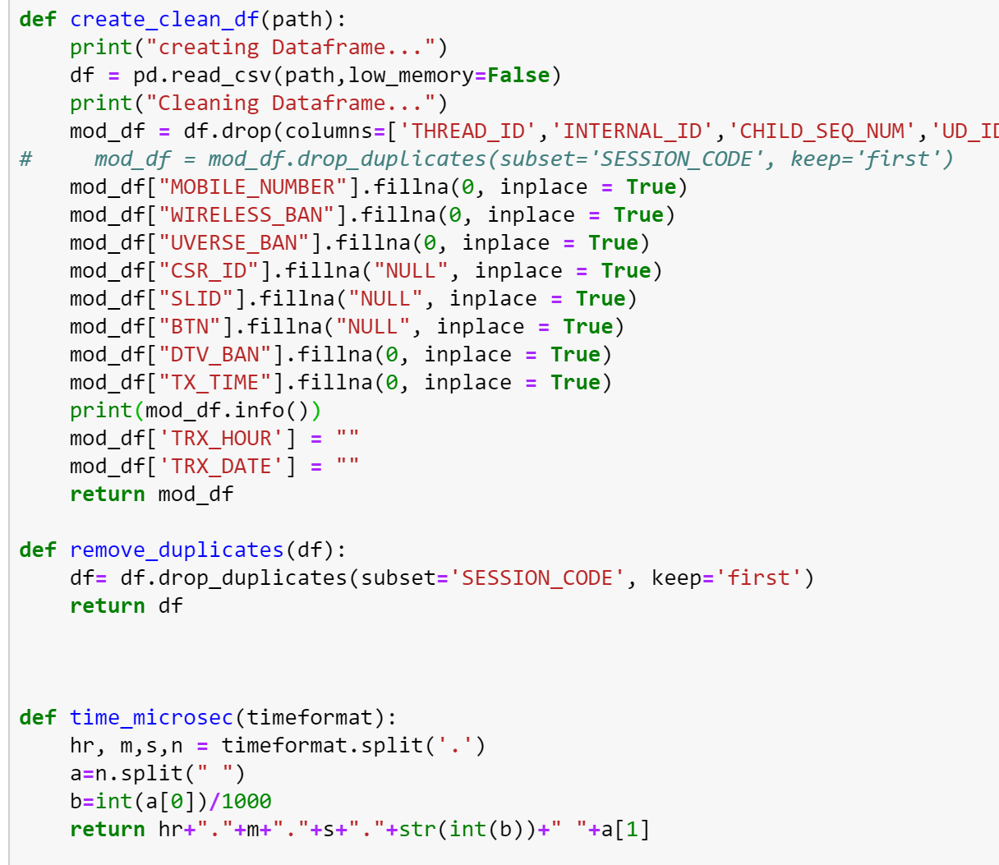 def create_clean_df(path):
    print("creating Dataframe...")
    df = pd.read_csv(path,low_memory=False)
    print("Cleaning Dataframe...")
    mod_df = df.drop(columns=['THREAD_ID','INTERNAL_ID','CHILD_SEQ_NUM','UD_ID
#     mod_df = mod_df.drop_duplicates(subset='SESSION_CODE', keep='first')
    mod_df["MOBILE_NUMBER"].fillna(0, inplace = True)
    mod_df["WIRELESS_BAN"].fillna(0, inplace = True)
    mod_df["UVERSE_BAN"].fillna(0, inplace = True)
    mod_df["CSR_ID"].fillna("NULL", inplace = True)
    mod_df["SLID"].fillna("NULL", inplace = True)
    mod_df["BTN"].fillna("NULL", inplace = True)
    mod_df["DTV_BAN"].fillna(0, inplace = True)
    mod_df["TX_TIME"].fillna(0, inplace = True)
    print(mod_df.info())
    mod_df['TRX_HOUR'] = ""
    mod_df['TRX_DATE'] = ""
    return mod_df

def remove_duplicates(df):
    df= df.drop_duplicates(subset='SESSION_CODE', keep='first')
    return df

def time_microsec(timeformat):
    hr, m,s,n = timeformat.split('.')
    a=n.split(" ")
    b=int(a[0])/1000
    return hr+"."+m+"."+s+"."+str(int(b))+" "+a[1]